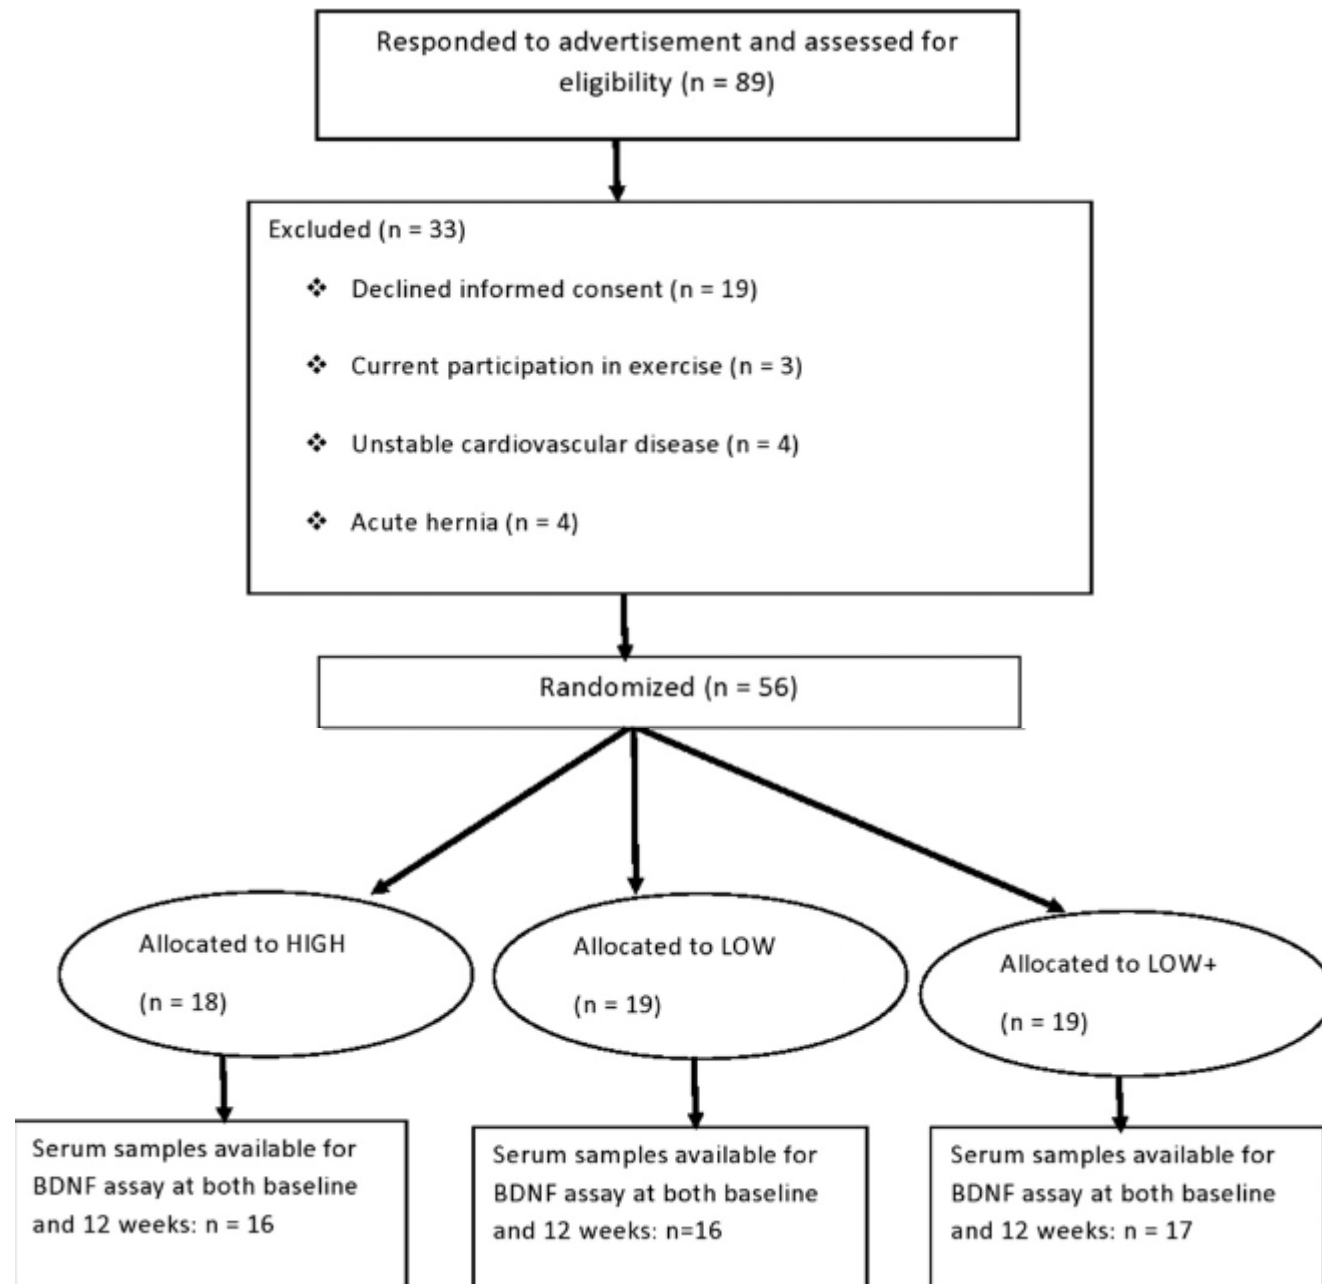 Responded to advertisement and assessed for
eligibility (n = 89)
Excluded (n = 33)
❖ Declined informed consent (n = 19)
❖ Current participation in exercise (n = 3)
❖ Unstable cardiovascular disease (n = 4)
❖ Acute hernia (n = 4)
Randomized (n = 56)
Allocated to HIGH
(n = 18)
Allocated to LOW
(n = 19)
Allocated to LOW+
(n = 19)
Serum samples available for
BDNF assay at both baseline
and 12 weeks: n = 16
Serum samples available for
BDNF assay at both baseline
and 12 weeks: n=16
Serum samples available for
BDNF assay at both baseline
and 12 weeks: n = 17